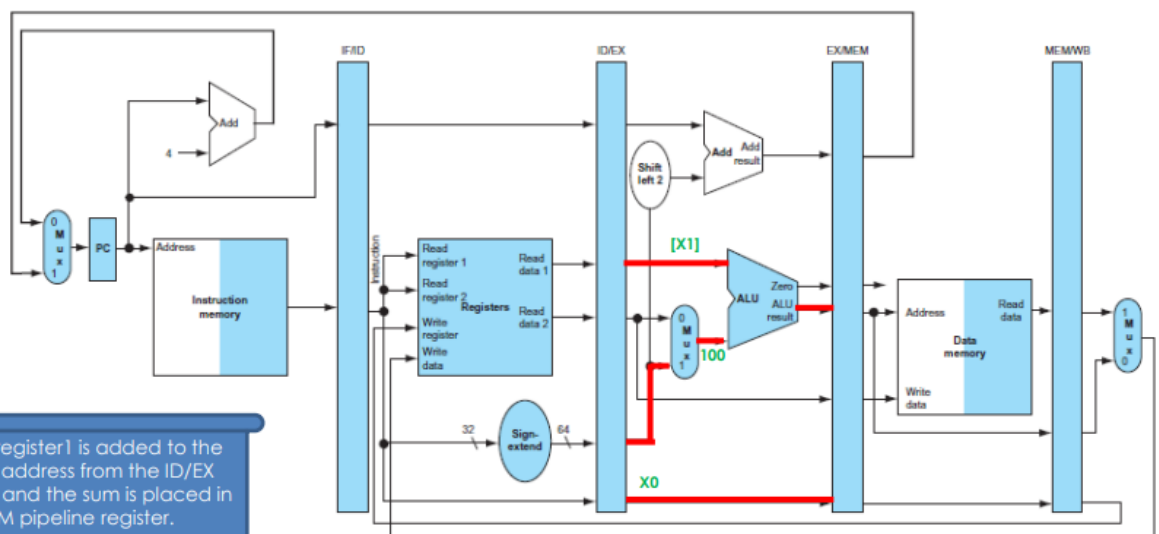 IF/ID
ID/EX
EX/MEM
MEM/WB
Add
4
Add
Add
result
Shift
left 2
0
M
u
x
1
PC
Address
Instruction
memory
Instruction
Read
register 1
Read
register 2
Write
register
Write
data
Registers
Read
data 1
Read
data 2
[X1]
0
M
u
x
1
100
Zero
ALU
ALU
result
Address
Read
data
Data
memory
Write
data
1
M
u
x
0
32
Sign-
extend
64
X0
register1 is added to the
address from the ID/EX
and the sum is placed in
M pipeline register.